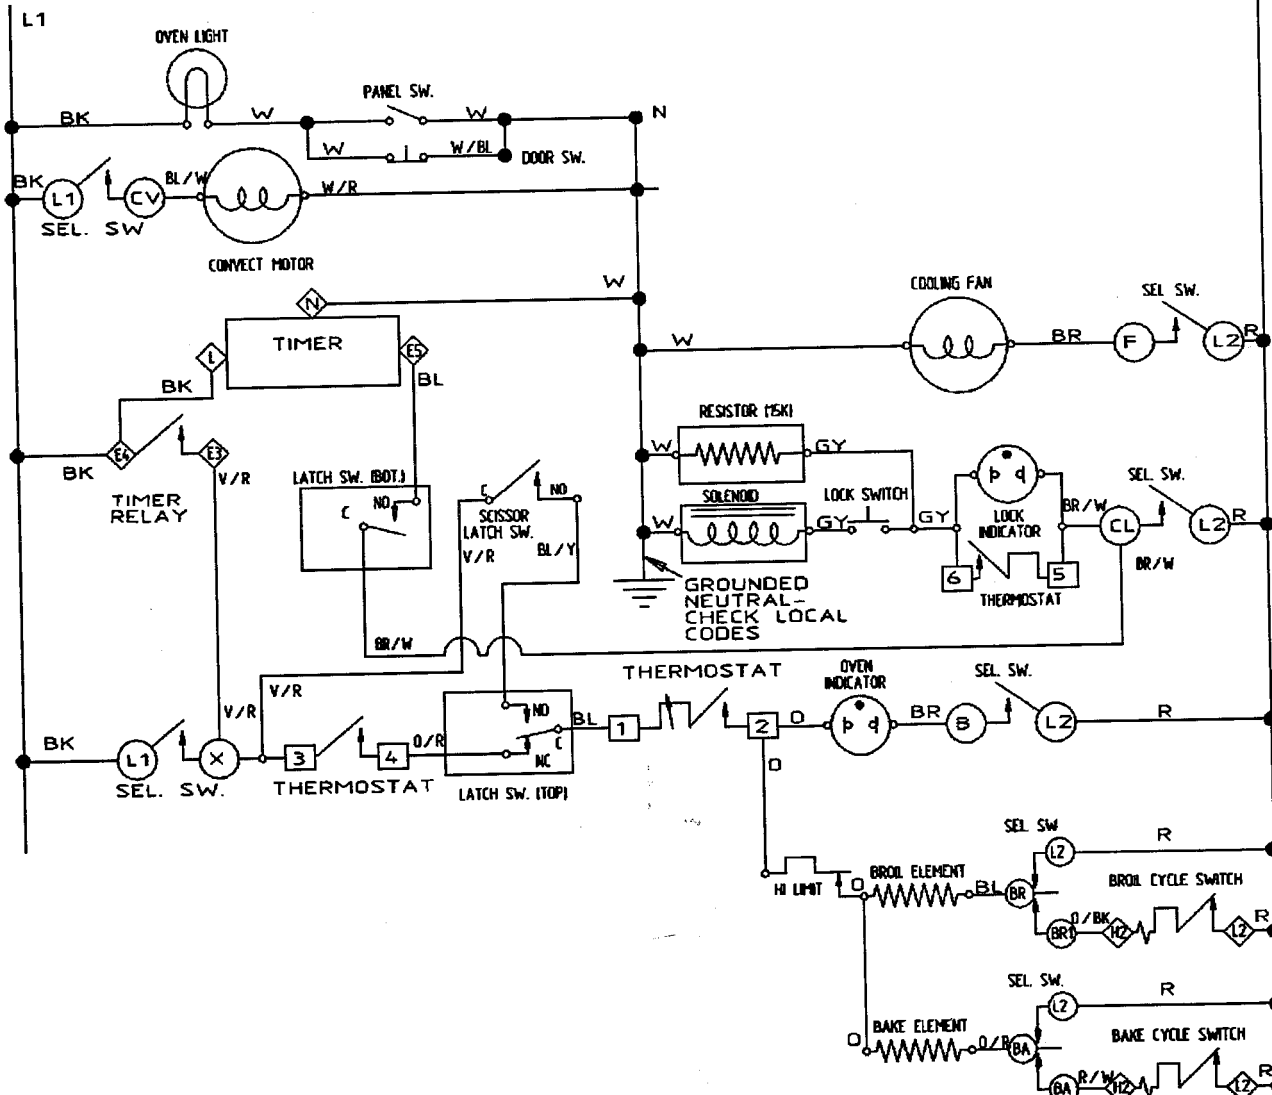 L1
OVEN LIGHT
BK
W
PANEL SW.
W
N
W
W/BL
DOOR SW.
BK
L1
CV
BL/W
W/R
SEL. SW
CONVECT MOTOR
W
N
TIMER
L
E5
BK
BL
COOLING FAN
SEL SW.
W
BR
F
L2
R
BK
E4
E3
V/R
TIMER
RELAY
LATCH SW. (BOT.)
NO
C
C
NO
SCISSOR
LATCH SW.
V/R
BL/Y
RESISTOR (15K)
W
GY
SOLENOID
LOCK SWITCH
W
GY
GY
P d
LOCK
INDICATOR
BR/W
SEL. SW.
CL
L2
R
6
5
THERMOSTAT
BR/W
GROUNDED
NEUTRAL-
CHECK LOCAL
CODES
BR/W
V/R
V/R
BK
L1
X
SEL. SW.
3
4
THERMOSTAT
O/R
NO
C
NC
LATCH SW. (TOP)
BL
THERMOSTAT
1
2
O
O
OVEN
INDICATOR
P d
BR
B
SEL. SW.
L2
R
HI LIMIT
O
BROIL ELEMENT
BL
BR
SEL SW
L2
R
BROIL CYCLE SWITCH
BR1
O/BK
H2
L2
R
O
BAKE ELEMENT
O/R
BA
SEL. SW.
L2
R
BAKE CYCLE SWITCH
BA
R/W
H2
L2
R